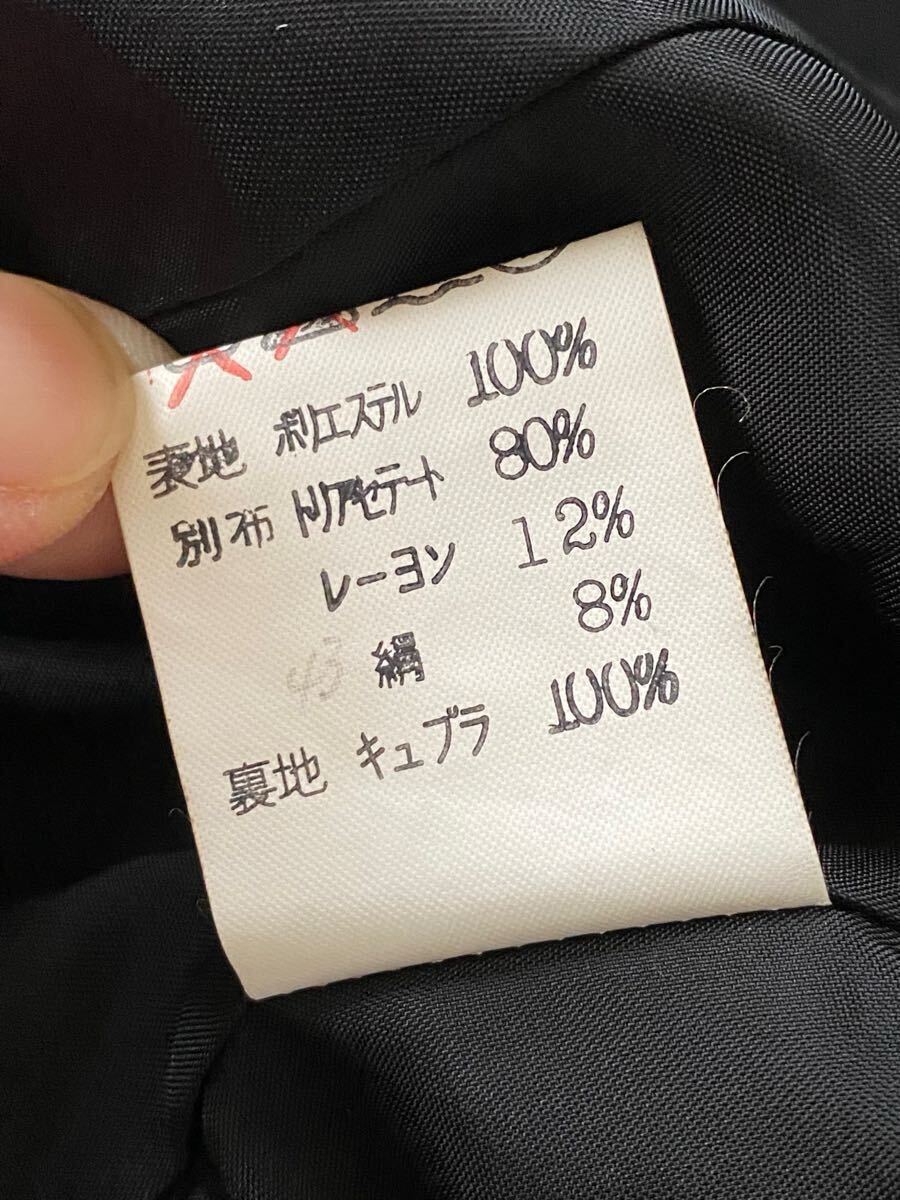 表地 ポリエステル 100%
別布 トリアセテート 80%
レーヨン 12%
絹 8%
裏地 キュプラ 100%